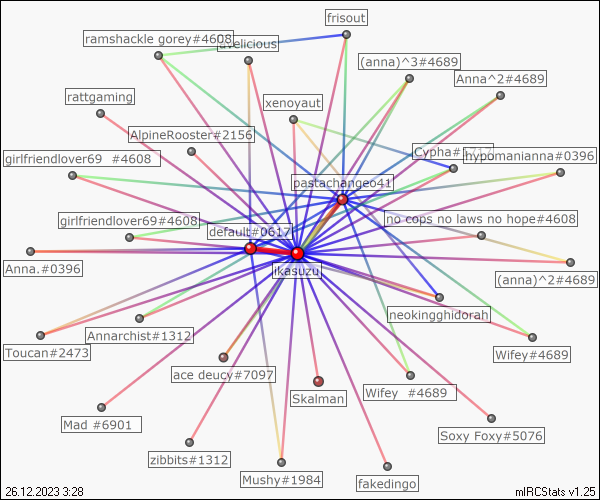 frisout
ramshackle gorey#4608
avelicious
(anna)^3#4689
Anna^2#4689
rattgaming
xenoyaut
AlpineRooster#2156
girlfriendlover69 #4608
hypomanianna#0396
pastachangeo41
girlfriendlover69#4608
no cops no laws no hope#4608
default#0617
Anna.#0396
likasuzu
(anna)^2#4689
neokingghidorah
Annarchist#1312
Toucan#2473
Wifey#4689
ace deucy#7097
Skalman
Wifey #4689
Mad #6901
Soxy Foxy#5076
zibbits#1312
Mushy#1984
fakedingo
26.12.2023 3:28
mIRCStats v1.25